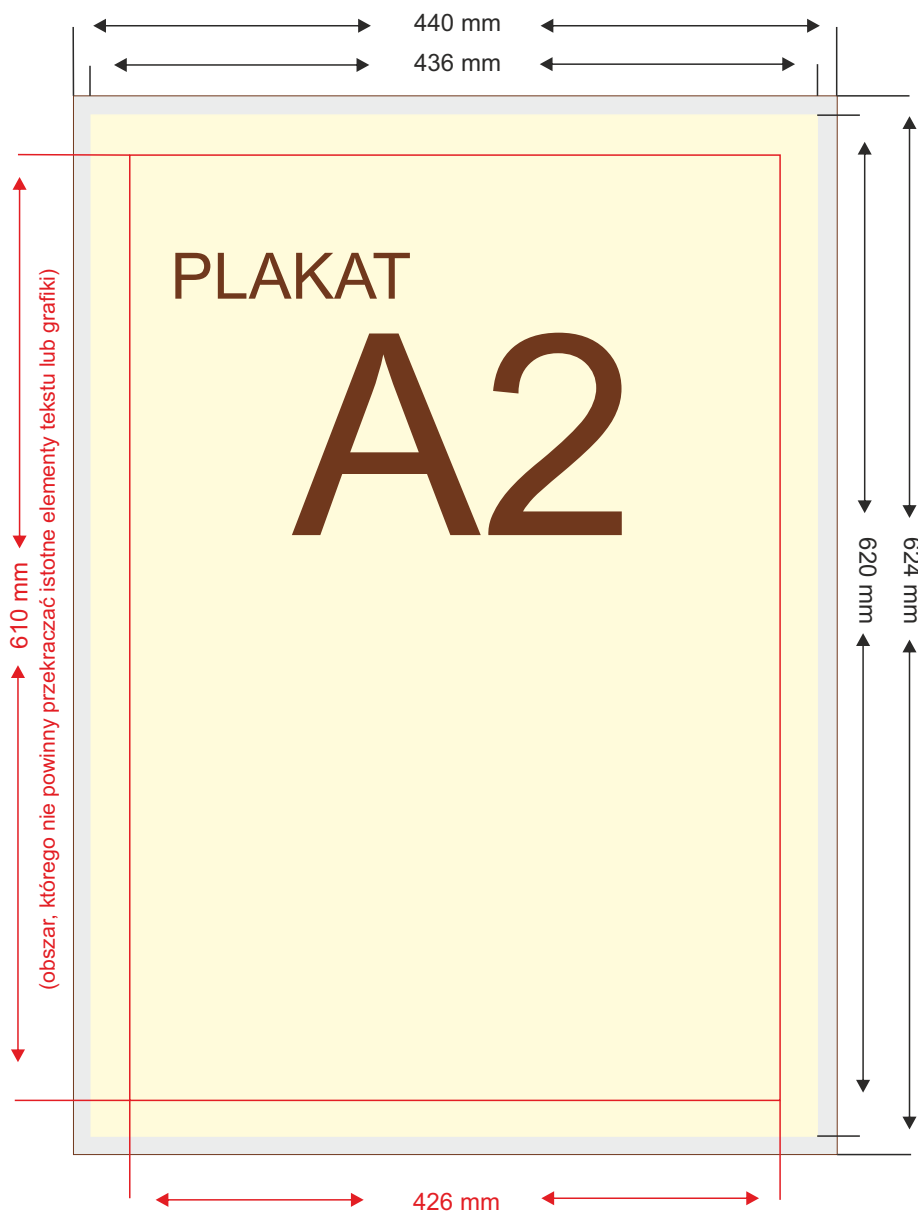 440 mm
436 mm
PLAKAT
A2
610 mm
(obszar, którego nie powinny przekraczać istotne elementy tekstu lub grafiki)
620 mm
624 mm
426 mm